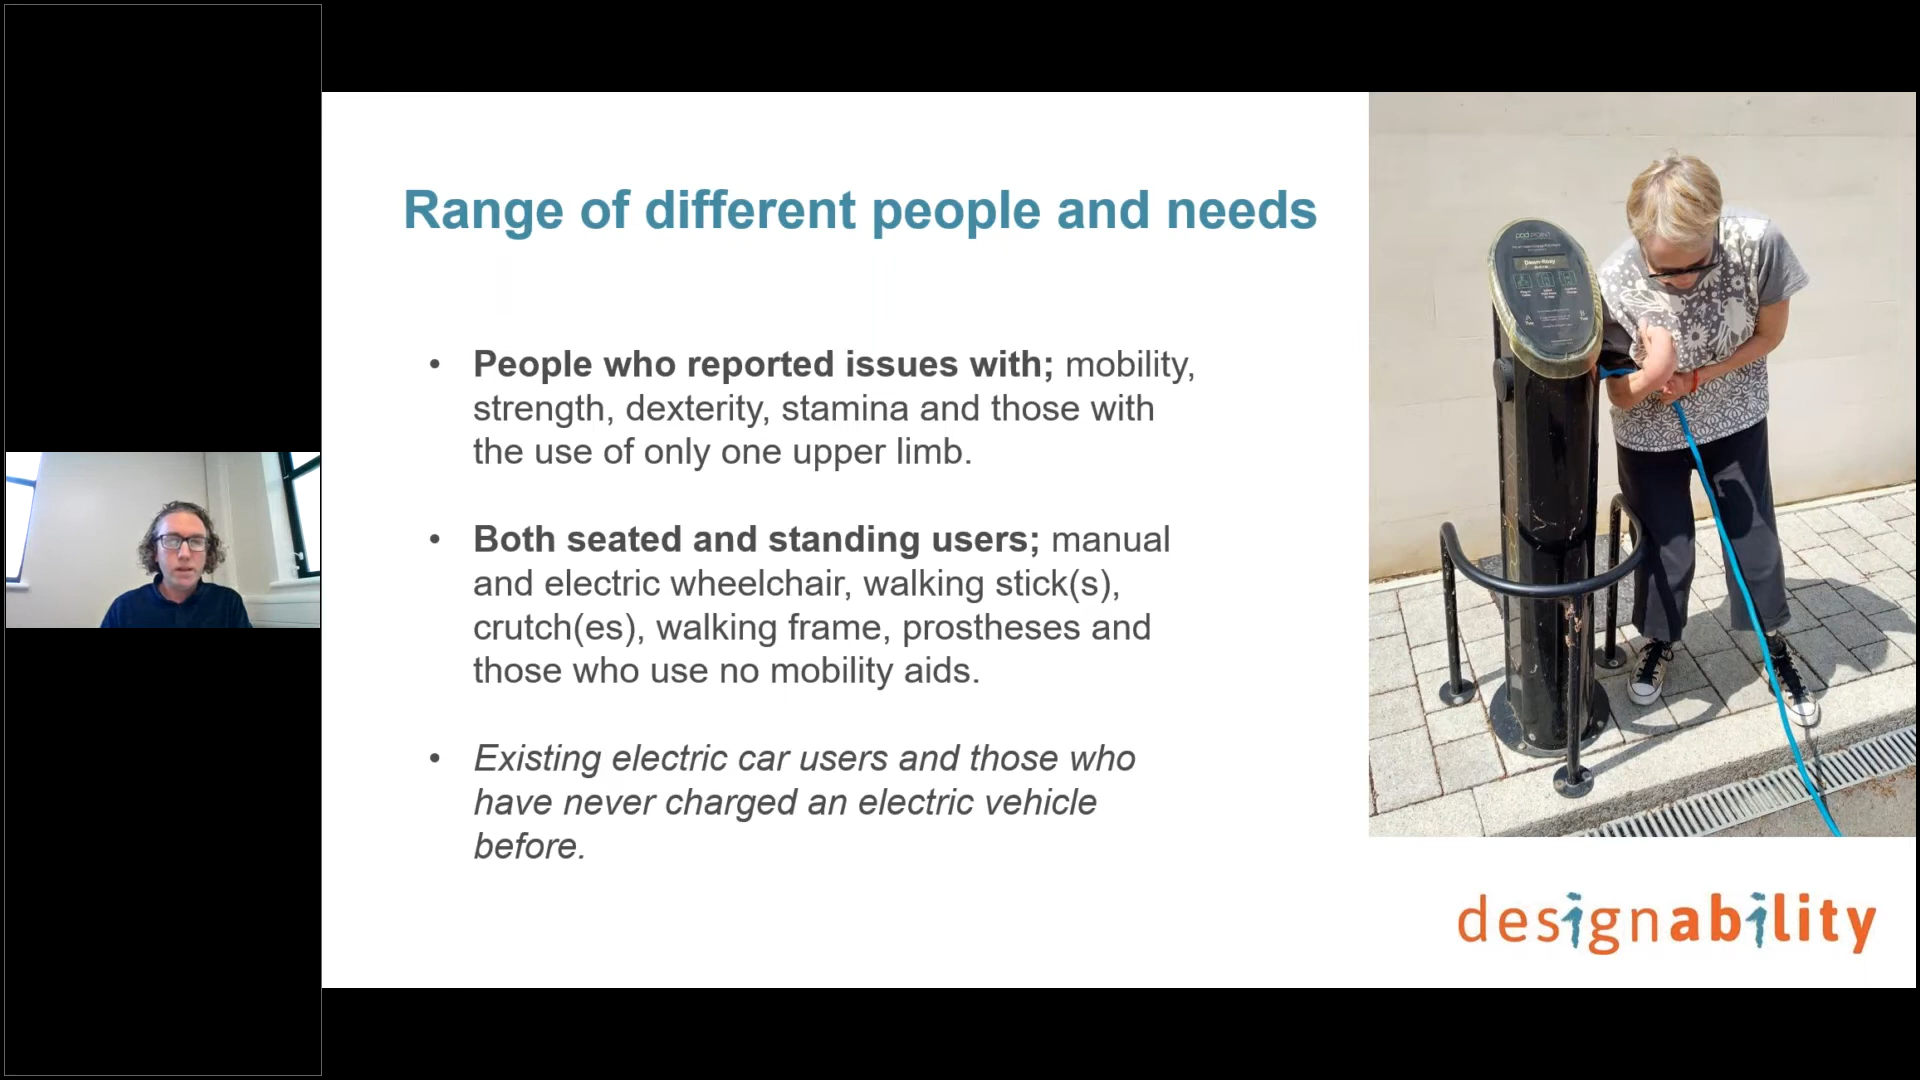 Range of different people and needs
• People who reported issues with; mobility,
strength, dexterity, stamina and those with
the use of only one upper limb.
• Both seated and standing users; manual
and electric wheelchair, walking stick(s),
crutch(es), walking frame, prostheses and
those who use no mobility aids.
• Existing electric car users and those who
have never charged an electric vehicle
before.
pod POINT
designability